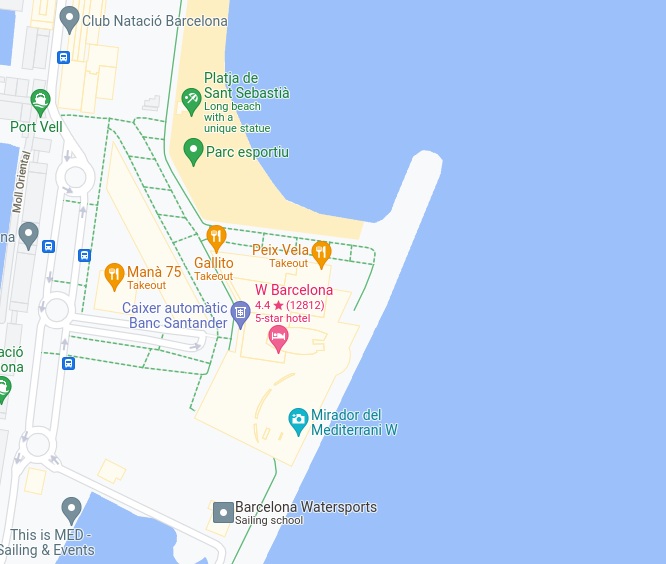 Club Natació Barcelona
Platja de
Sant Sebastià
Long beach
with a
unique statue
Port Vell
Parc esportiu
Moll Oriental
na
Peix Vela
Takeout
Gallito
Takeout
Manà 75
Takeout
W Barcelona
4.4 ★ (12812)
5-star hotel
Caixer automàtic
Banc Santander
ació
ona
Mirador del
Mediterrani W
Barcelona Watersports
Sailing school
This is MED -
Sailing & Events